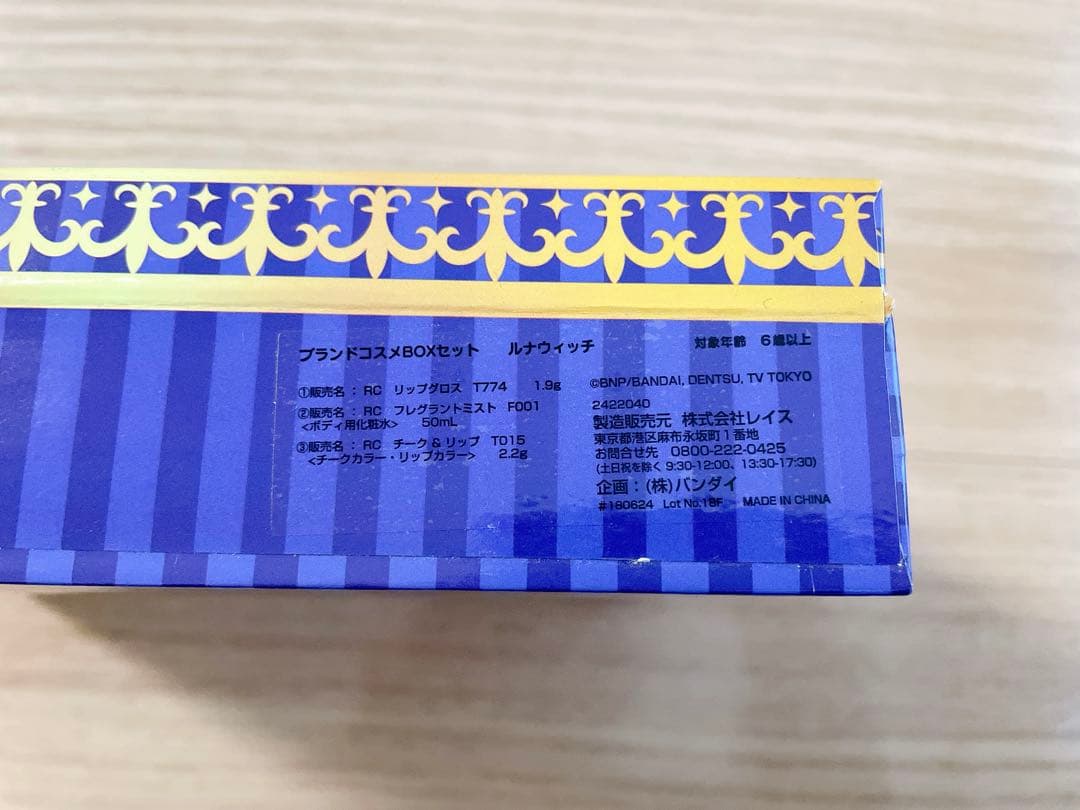 ブランドコスメBOXセット ルナウィッチ
対象年齢 6歳以上
①販売名：RC リップグロス T774 1.9g
②販売名：RC フレグラントミスト F001
<ボディ用化粧水> 50mL
③販売名：RC チーク＆リップ T015
<チークカラー・リップカラー> 2.2g
©BNP/BANDAI, DENTSU, TV TOKYO
2422040
製造販売元 株式会社レイス
東京都港区麻布永坂町1番地
お問合せ先 0800-222-0425
(土日祝を除く 9:30-12:00、13:30-17:30)
企画：(株)バンダイ
#180624 Lot No.18F MADE IN CHINA